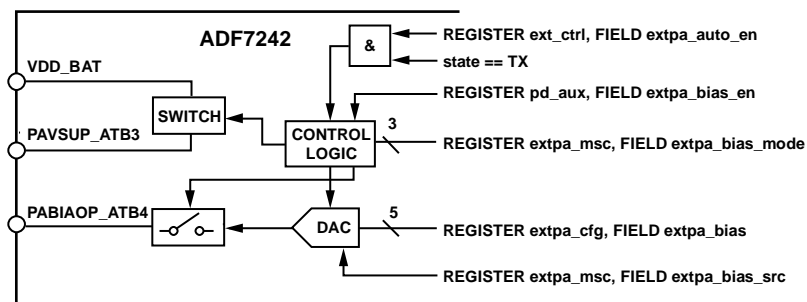 ADF7242
REGISTER ext_ctrl, FIELD extpa_auto_en
&
state == TX
VDD_BAT
REGISTER pd_aux, FIELD extpa_bias_en
SWITCH
CONTROL
LOGIC
3
PAVSUP_ATB3
REGISTER extpa_msc, FIELD extpa_bias_mode
PABIAOP_ATB4
DAC
5
REGISTER extpa_cfg, FIELD extpa_bias
REGISTER extpa_msc, FIELD extpa_bias_src